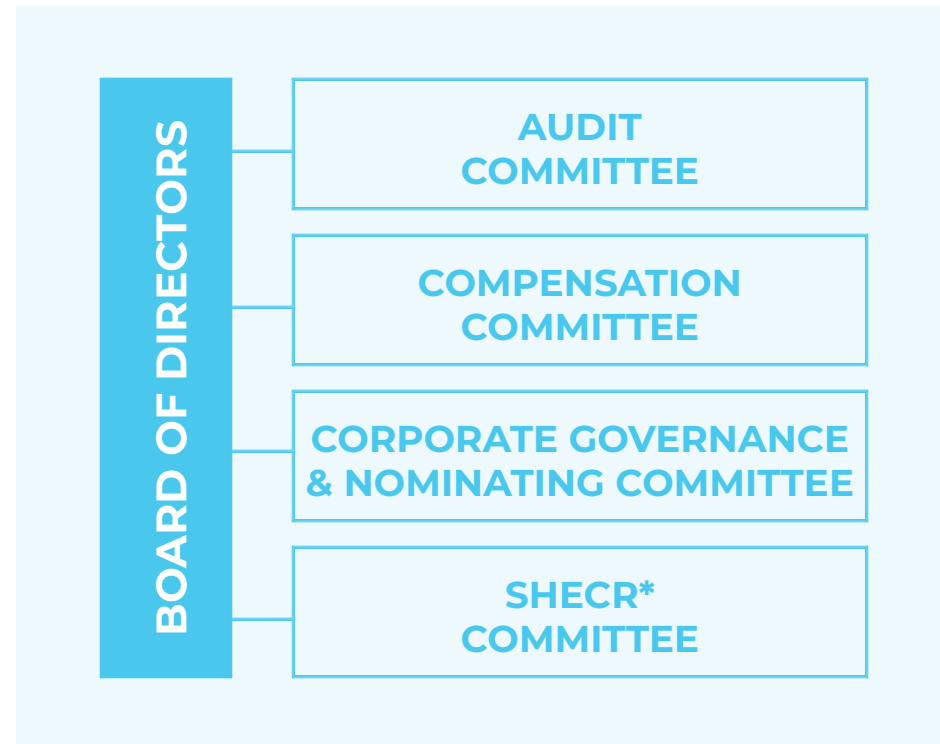 BOARD OF DIRECTORS
AUDIT
COMMITTEE
COMPENSATION
COMMITTEE
CORPORATE GOVERNANCE
& NOMINATING COMMITTEE
SHECR*
COMMITTEE